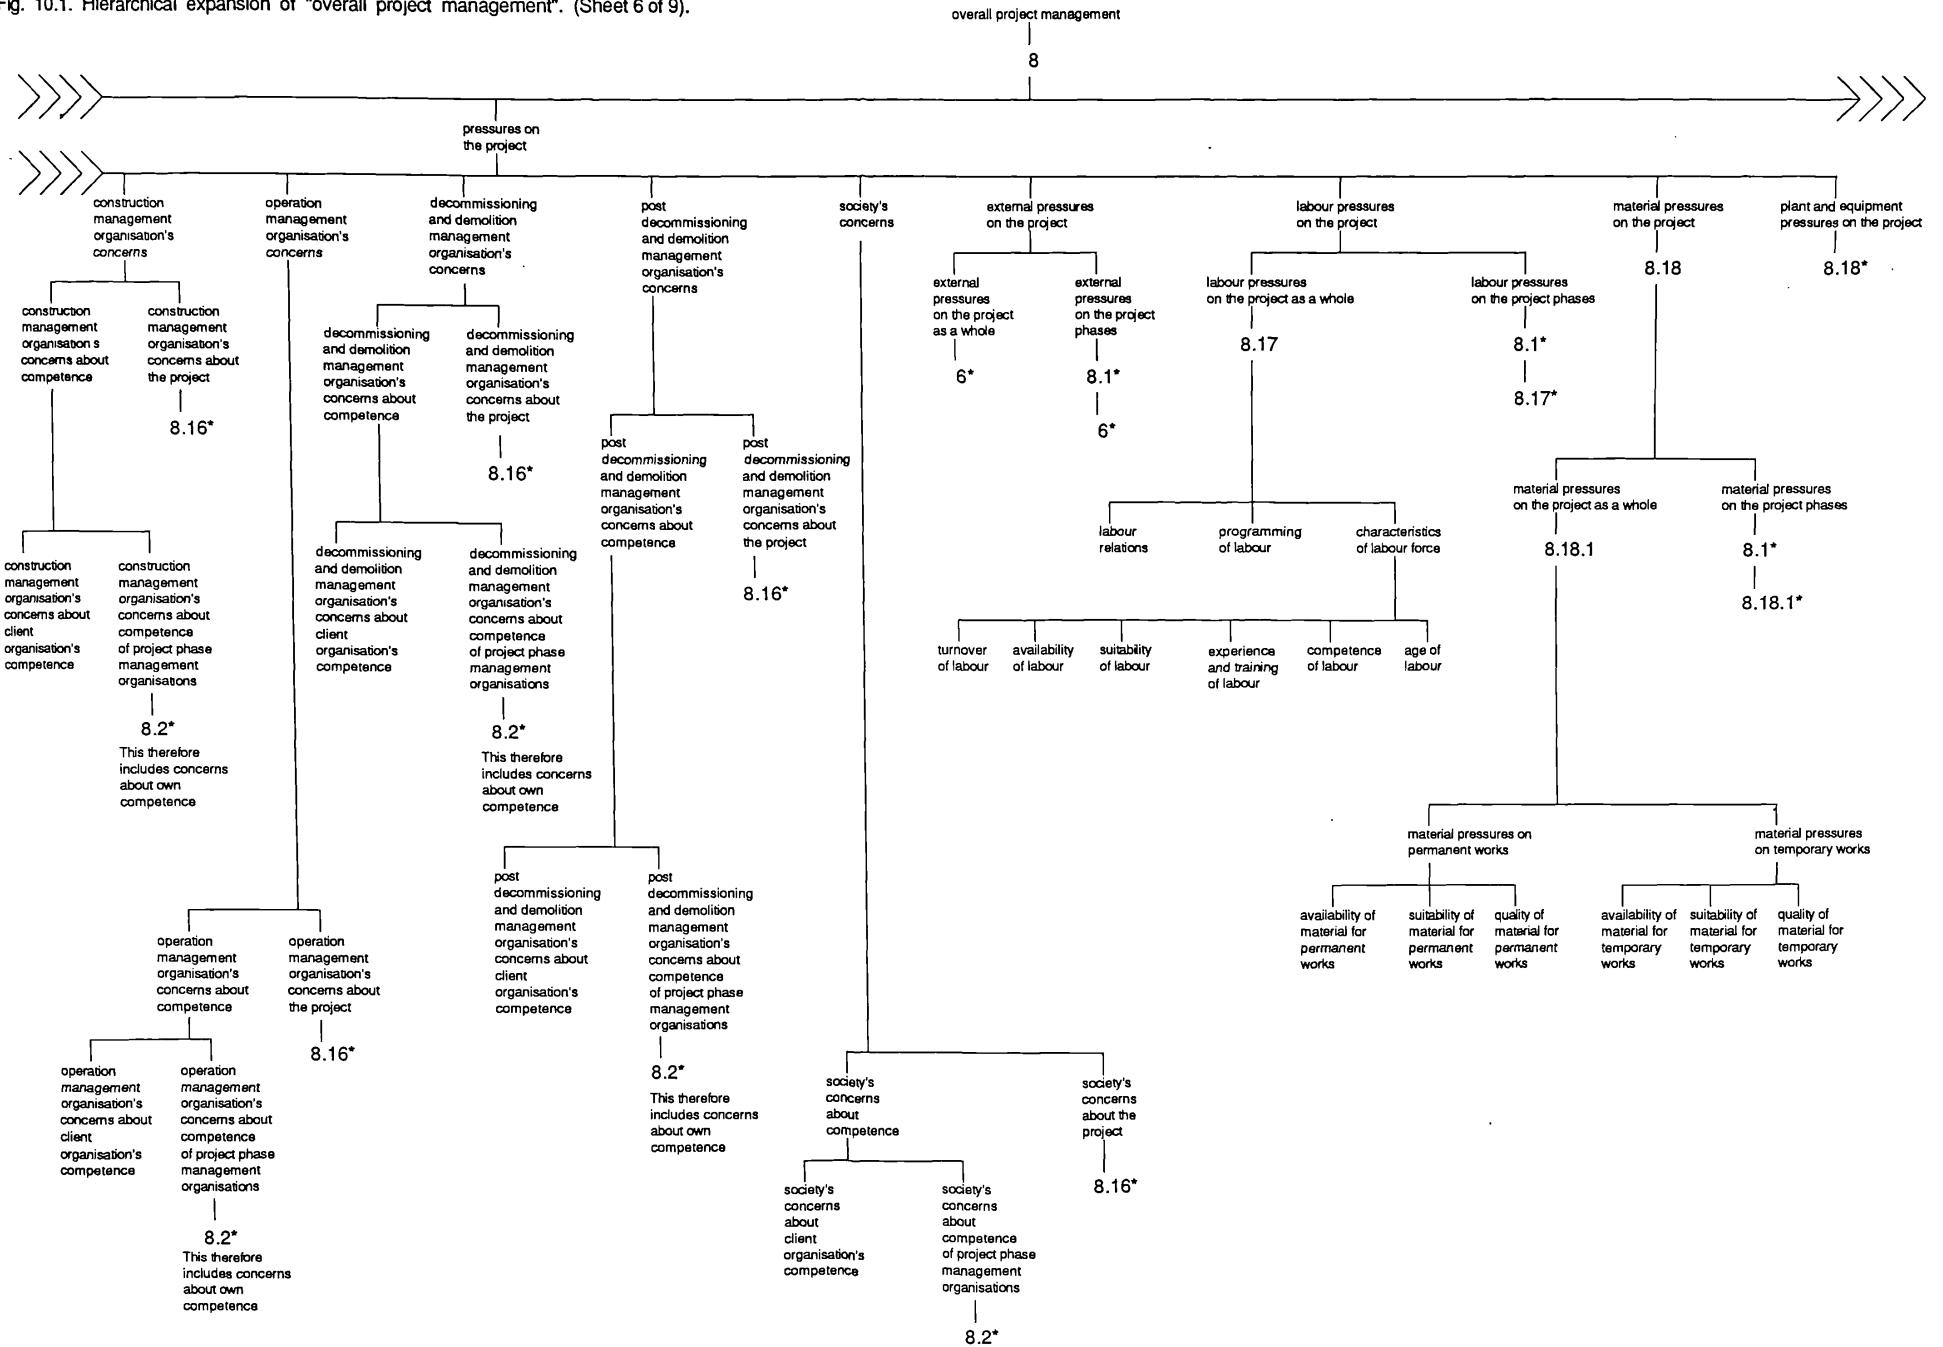 Fig. 10.1. Hierarchical expansion of "overall project management". (Sheet 6 of 9).
overall project management
8
pressures on
the project
construction
management
organisation's
concerns
operation
management
organisation's
concerns
decommissioning
and demolition
management
organisation's
concerns
post
decommissioning
and demolition
management
organisation's
concerns
society's
concerns
external pressures
on the project
labour pressures
on the project
material pressures
on the project
8.18
plant and equipment
pressures on the project
8.18*
construction
management
organisation s
concerns about
competence
construction
management
organisation's
concerns about
the project
8.16*
decommissioning
and demolition
management
organisation's
concerns about
competence
decommissioning
and demolition
management
organisation's
concerns about
the project
8.16*
external
pressures
on the project
as a whole
6*
external
pressures
on the project
phases
8.1*
6*
labour pressures
on the project as a whole
8.17
labour pressures
on the project phases
8.1*
8.17*
post
decommissioning
and demolition
management
organisation's
concerns about
competence
post
decommissioning
and demolition
management
organisation's
concerns about
the project
8.16*
material pressures
on the project as a whole
8.18.1
material pressures
on the project phases
8.1*
8.18.1*
labour
relations
programming
of labour
characteristics
of labour force
construction
management
organisation's
concerns about
client
organisation's
competence
construction
management
organisation's
concerns about
competence
of project phase
management
organisations
8.2*
This therefore
includes concerns
about own
competence
decommissioning
and demolition
management
organisation's
concerns about
client
organisation's
competence
decommissioning
and demolition
management
organisation's
concerns about
competence
of project phase
management
organisations
8.2*
This therefore
includes concerns
about own
competence
turnover
of labour
availability
of labour
suitability
of labour
experience
and training
of labour
competence
of labour
age of
labour
material pressures on
permanent works
material pressures
on temporary works
availability of
material for
permanent
works
suitability of
material for
permanent
works
quality of
material for
permanent
works
availability of
material for
temporary
works
suitability of
material for
temporary
works
quality of
material for
temporary
works
post
decommissioning
and demolition
management
organisation's
concerns about
client
organisation's
competence
post
decommissioning
and demolition
management
organisation's
concerns about
competence
of project phase
management
organisations
8.2*
This therefore
includes concerns
about own
competence
operation
management
organisation's
concerns about
competence
operation
management
organisation's
concerns about
the project
8.16*
operation
management
organisation's
concerns about
client
organisation's
competence
operation
management
organisation's
concerns about
competence
of project phase
management
organisations
8.2*
This therefore
includes concerns
about own
competence
society's
concerns
about
competence
society's
concerns
about the
project
8.16*
society's
concerns
about
client
organisation's
competence
society's
concerns
about
competence
of project phase
management
organisations
8.2*